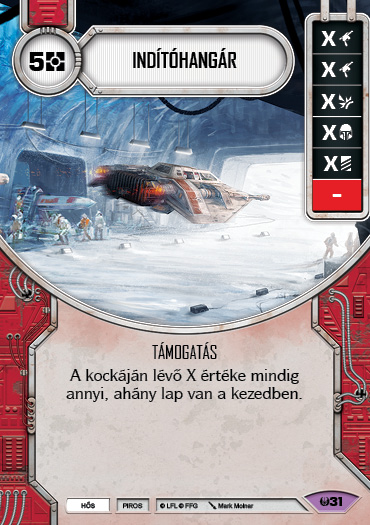 5
INDÍTÓHANGÁR
X
X
X
X
X
-
TÁMOGATÁS
A kockáján lévő X értéke mindig
annyi, ahány lap van a kezedben.
HŐS PIROS © LFL © FFG Mark Molnar 31